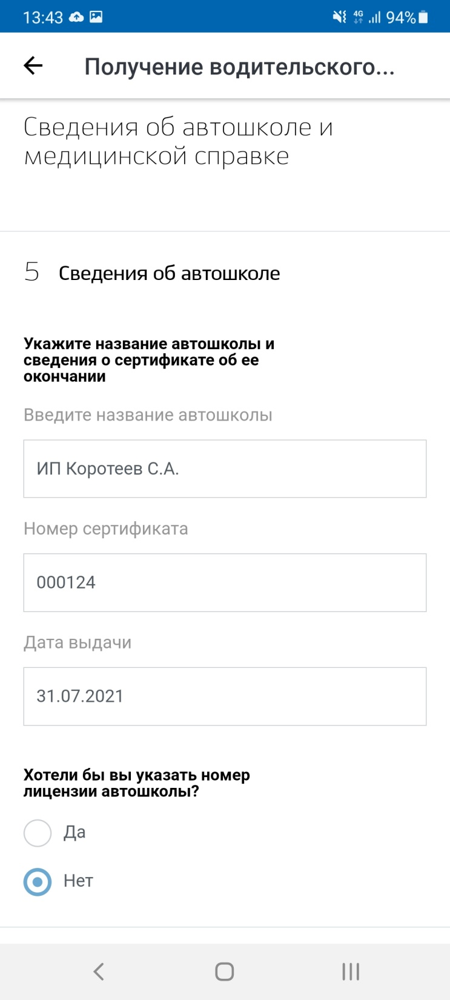 13:43 4G 94%
Получение водительского...
Сведения об автошколе и
медицинской справке
5 Сведения об автошколе
Укажите название автошколы и
сведения о сертификате об ее
окончании
Введите название автошколы
ИП Коротеев С.А.
Номер сертификата
000124
Дата выдачи
31.07.2021
Хотели бы вы указать номер
лицензии автошколы?
Да
Нет